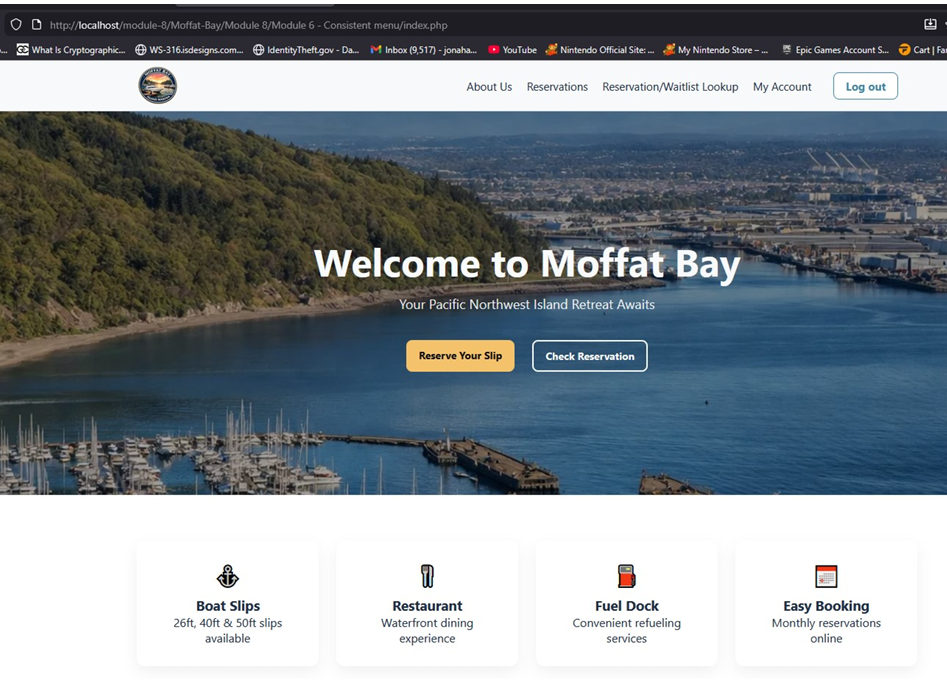 http://localhost/module-8/Moffat-Bay/Module 8/Module 6 - Consistent menu/index.php
What Is Cryptographic... WS-316.isdesigns.com... IdentityTheft.gov - Da... Inbox (9,517) - jonaha... YouTube Nintendo Official Site: ... My Nintendo Store – ... Epic Games Account S... Cart | Fan
MOFFAT BAY
About Us Reservations Reservation/Waitlist Lookup My Account Log out
Welcome to Moffat Bay
Your Pacific Northwest Island Retreat Awaits
Reserve Your Slip Check Reservation
Boat Slips Restaurant Fuel Dock Easy Booking
26ft, 40ft & 50ft slips Waterfront dining Convenient refueling Monthly reservations
available experience services online